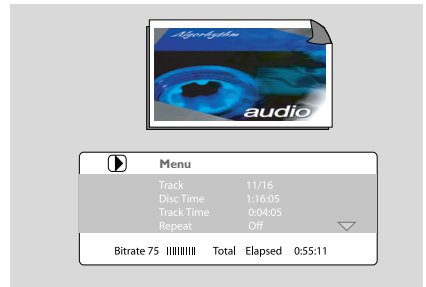 Algorhythm
audio
Menu
Track 11/16
Disc Time 1:16:05
Track Time 0:04:05
Repeat Off
Bitrate 75 Total Elapsed 0:55:11